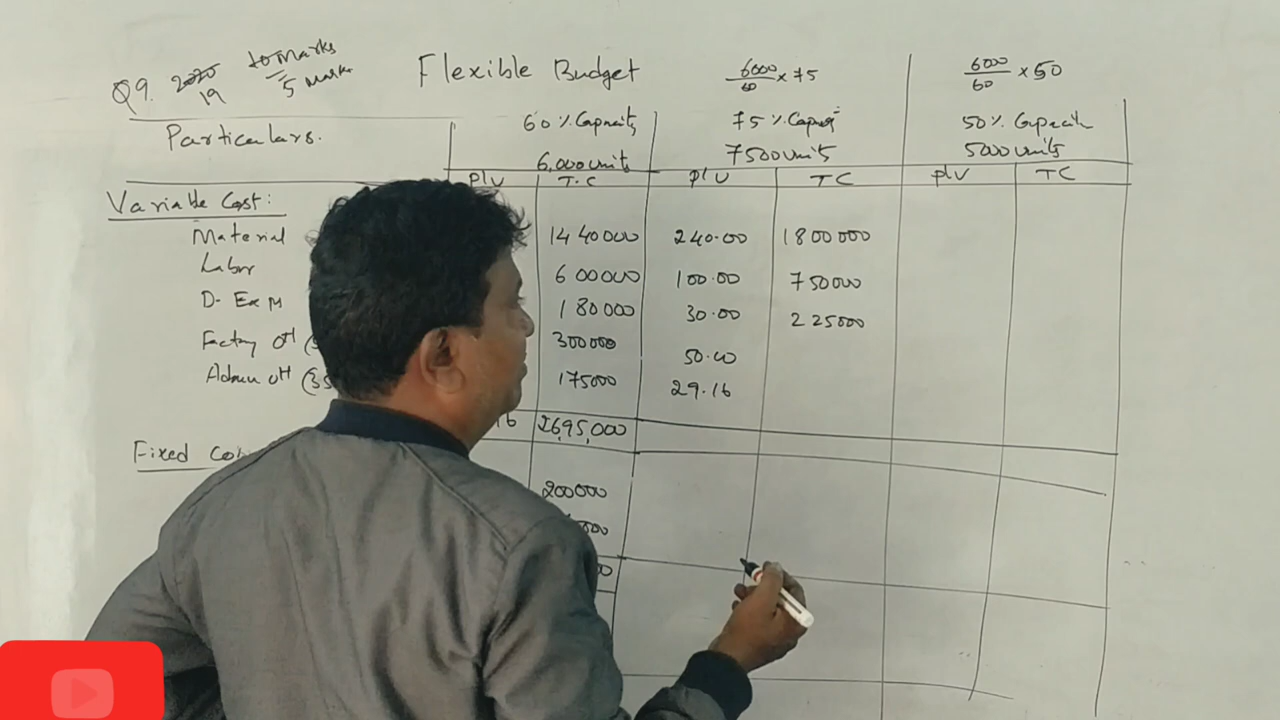 Q9. 2020 19 10 Marks
5 Marks
Flexible Budget
6000/60 × 75
6000/60 × 50
Particulars.
60% Capacity
75% Capacity
50% Capacity
6,000 units
7500 units
5000 units
P/U T.C P/U TC P/U TC
Variable Cost:
Material 1440000 240.00 1800000
Labor 600000 100.00 750000
D. Exp 180000 30.00 225000
Factory OH 300000 50.00
Admn OH (35 175000 29.16
16 2695,000
Fixed
200000